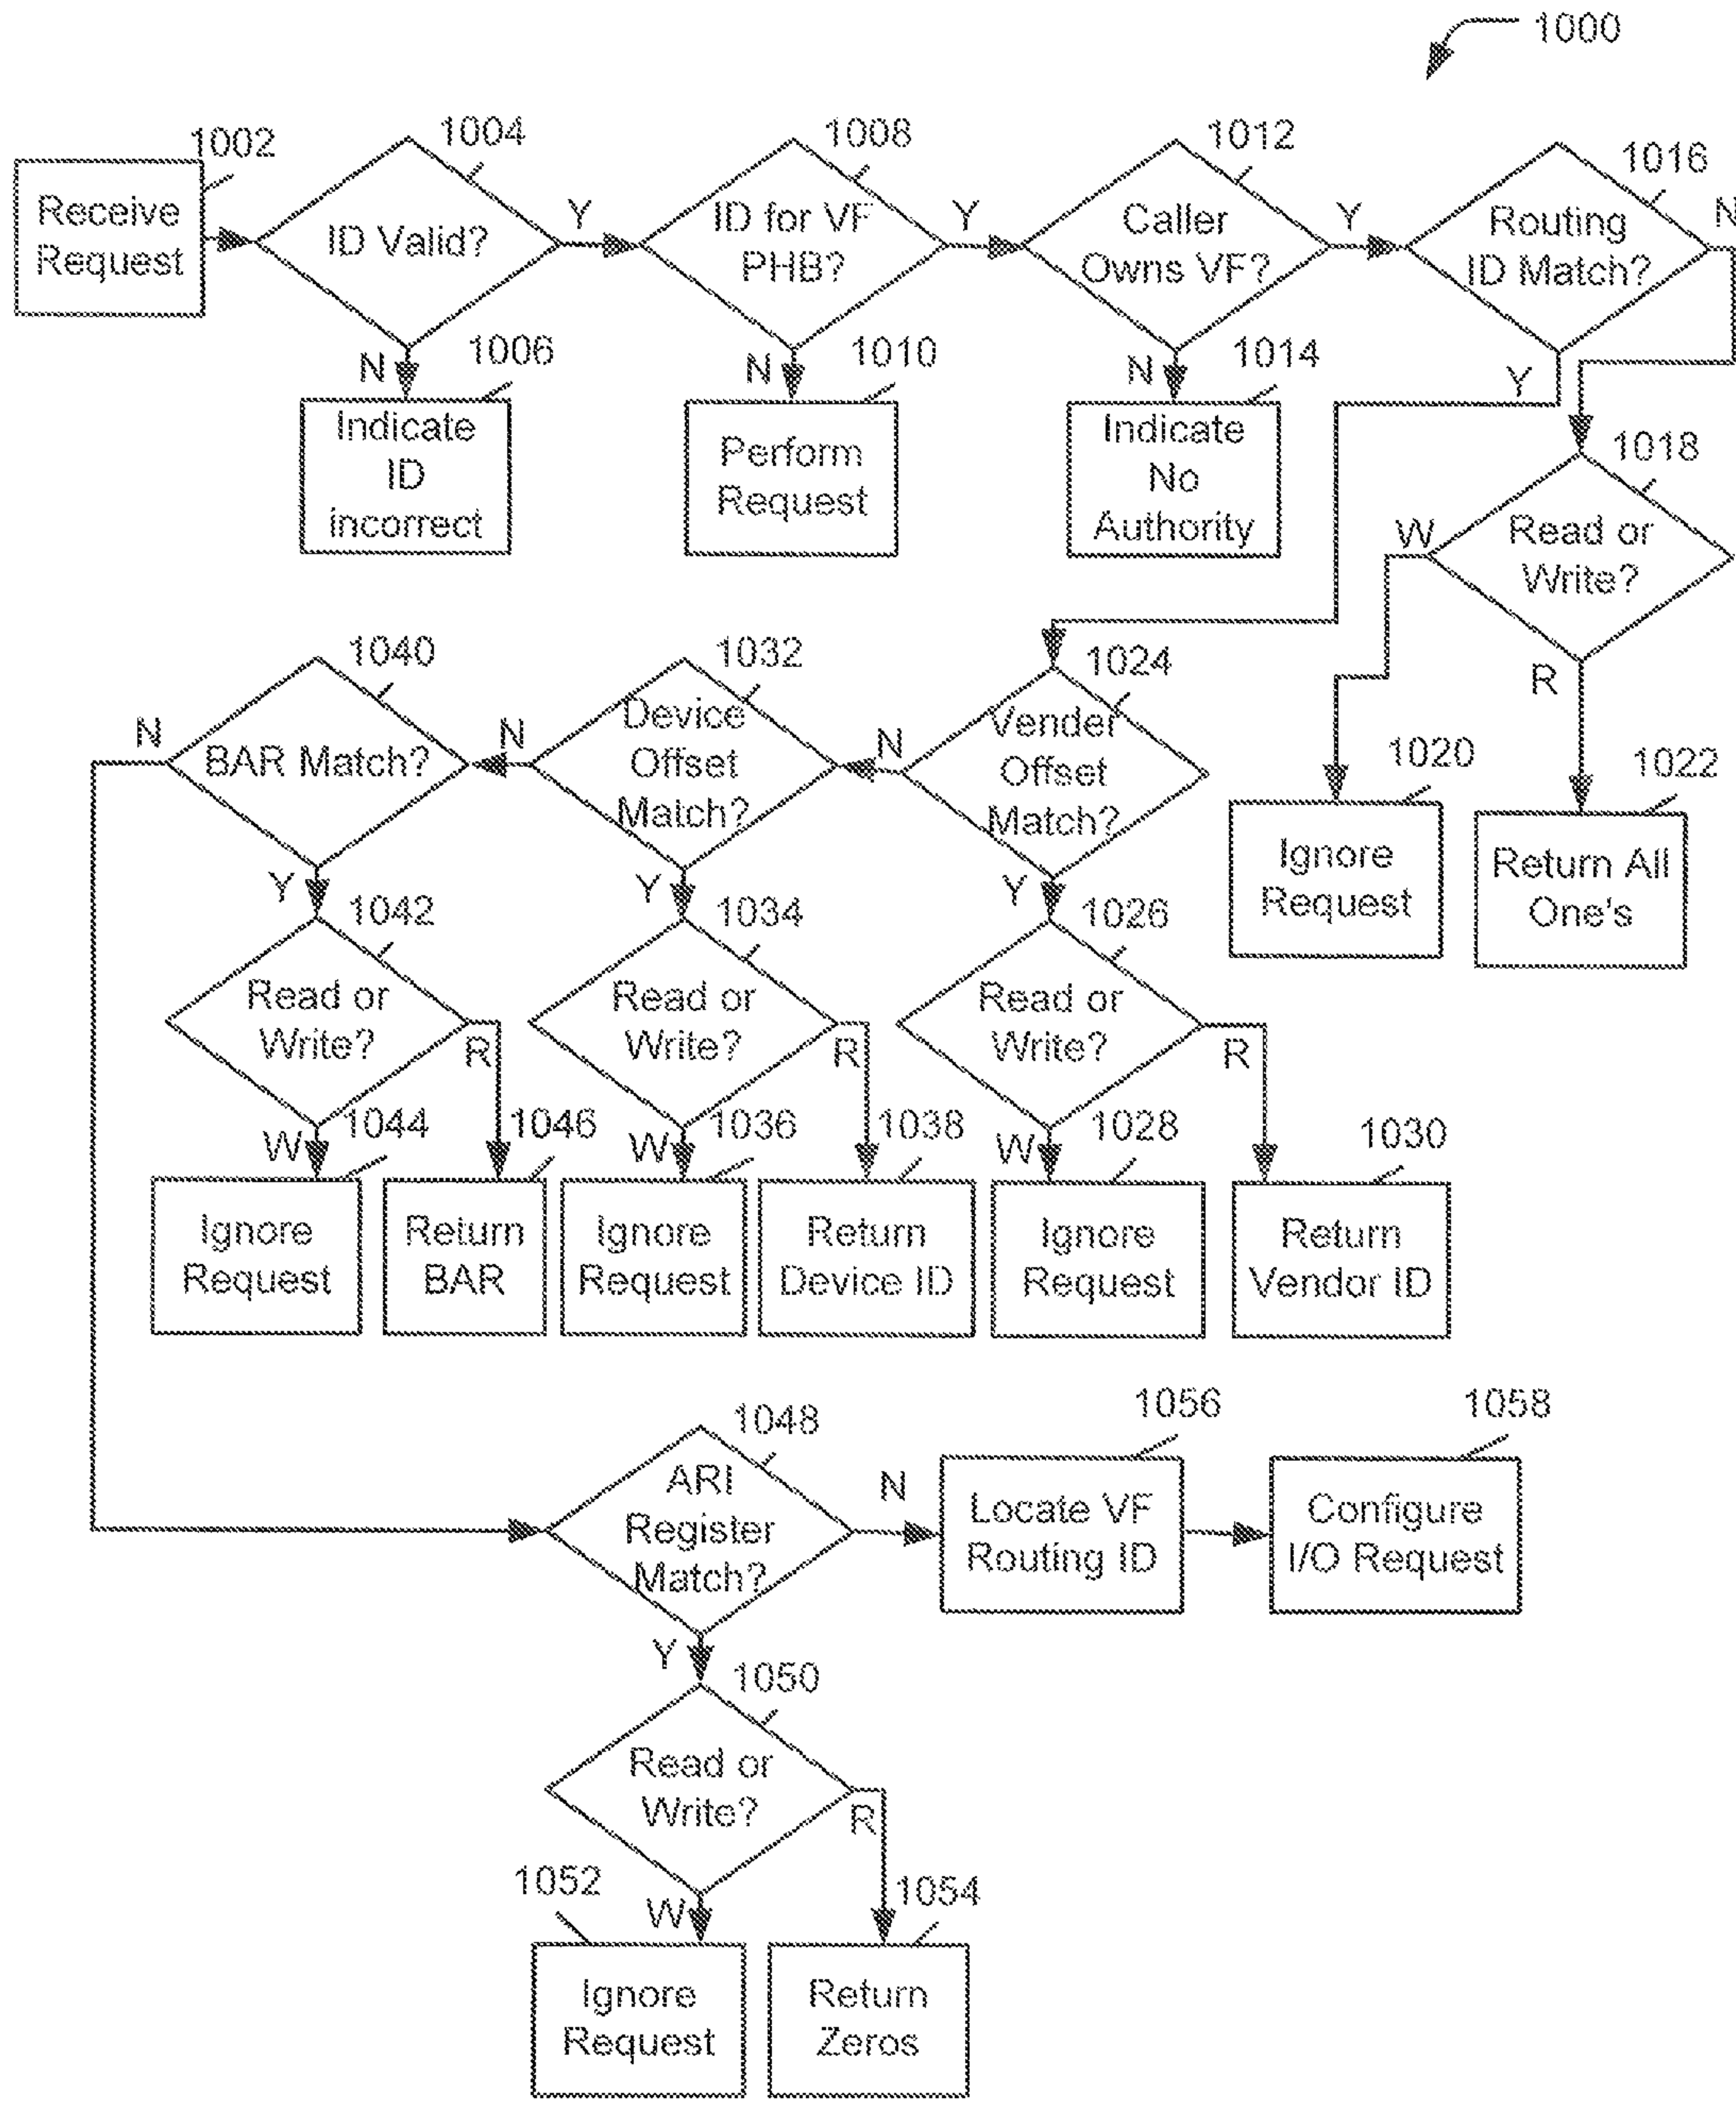 1000
1002
1004
1008
1012
1016
Receive
Request
ID Valid?
Y
ID for VF
PHB?
Y
Caller
Owns VF?
Y
Routing
ID Match?
N
N
1006
N
1010
N
1014
Y
Indicate
ID
incorrect
Perform
Request
Indicate
No
Authority
1018
W
Read or
Write?
R
1040
1032
1024
N
BAR Match?
N
Device
Offset
Match?
N
Vender
Offset
Match?
1020
1022
Ignore
Request
Return All
One's
Y
1042
Y
1034
Y
1026
Read or
Write?
R
Read or
Write?
R
Read or
Write?
R
W
1044
1046
W
1036
1038
W
1028
1030
Ignore
Request
Return
BAR
Ignore
Request
Return
Device ID
Ignore
Request
Return
Vendor ID
1048
1056
1058
ARI
Register
Match?
N
Locate VF
Routing ID
Configure
I/O Request
Y
1050
Read or
Write?
R
1052
W
1054
Ignore
Request
Return
Zeros